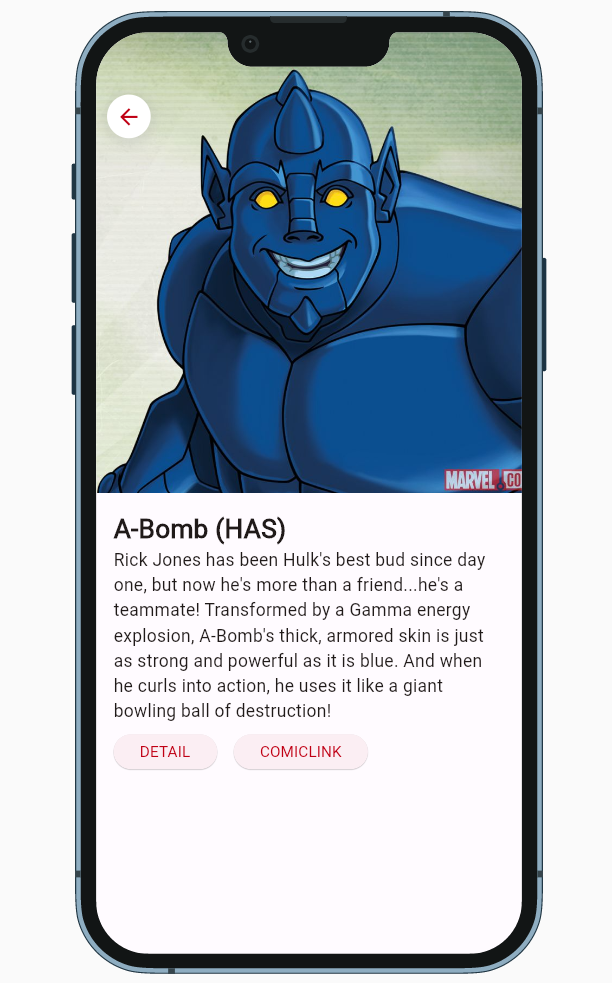 MARVEL & CO
A-Bomb (HAS)
Rick Jones has been Hulk's best bud since day
one, but now he's more than a friend...he's a
teammate! Transformed by a Gamma energy
explosion, A-Bomb's thick, armored skin is just
as strong and powerful as it is blue. And when
he curls into action, he uses it like a giant
bowling ball of destruction!
DETAIL
COMICLINK